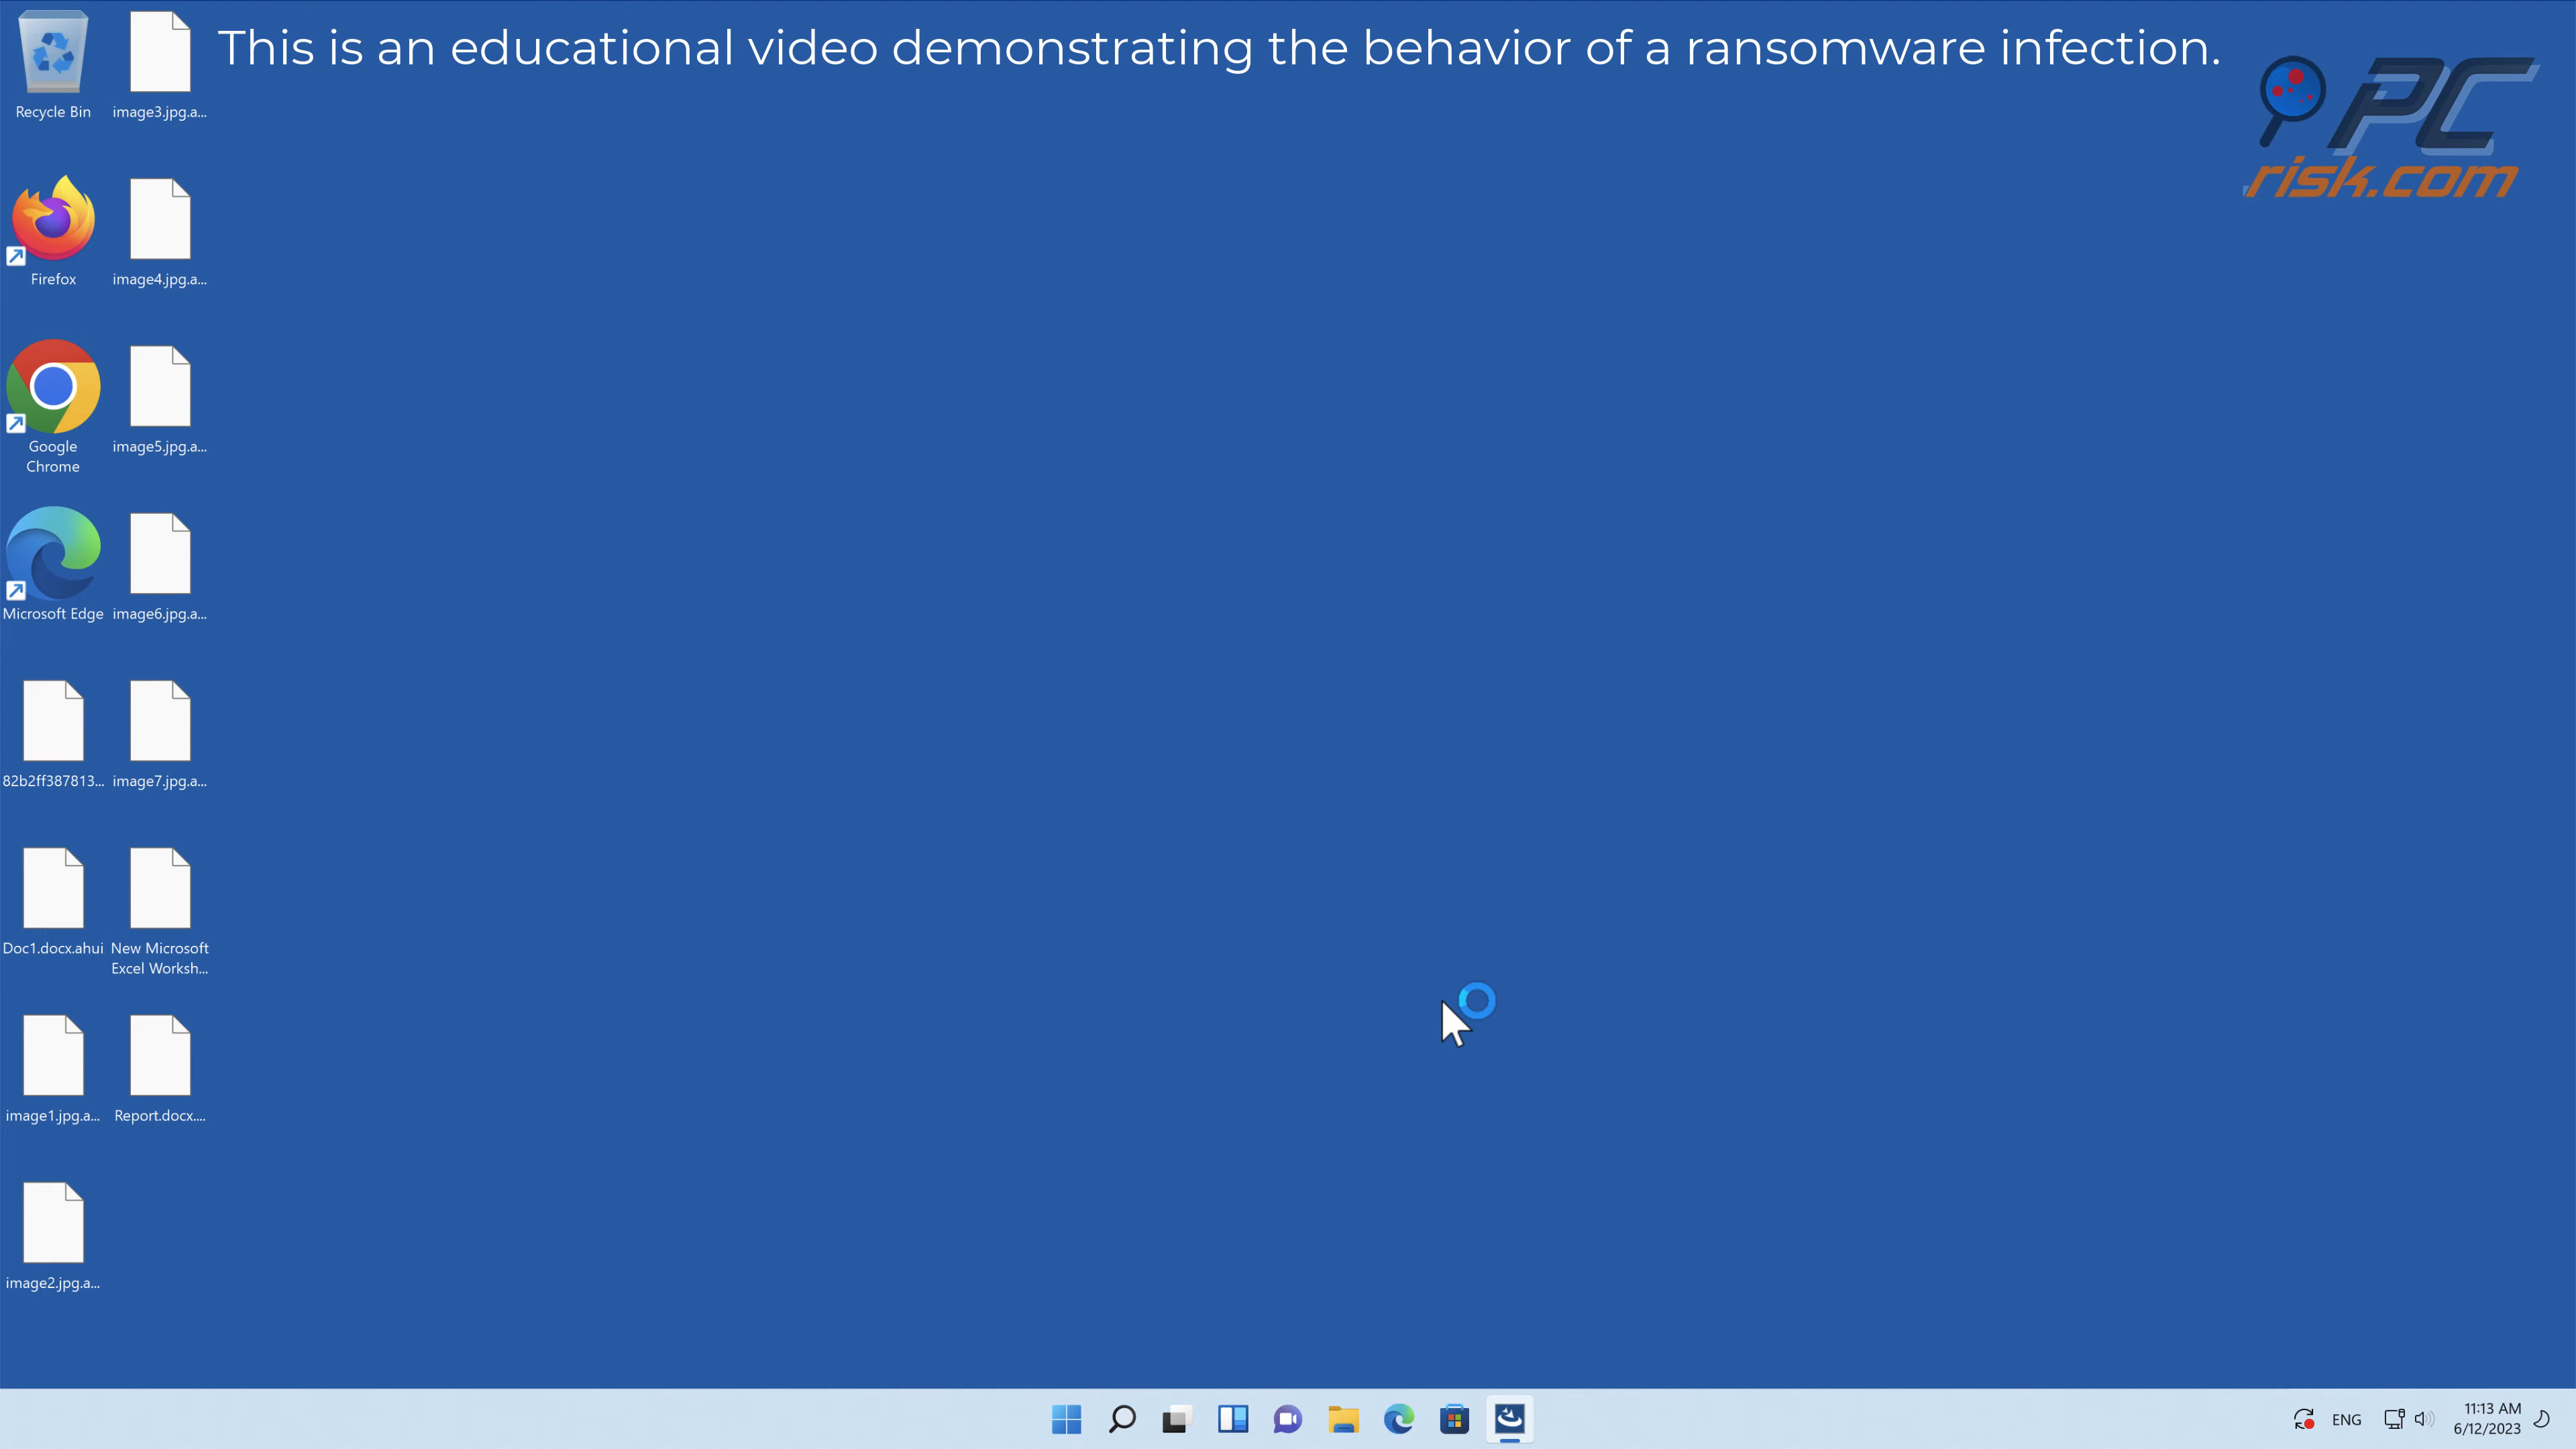 This is an educational video demonstrating the behavior of a ransomware infection.
PC
risk.com
Recycle Bin
image3.jpg.a...
Firefox
image4.jpg.a...
Google
Chrome
image5.jpg.a...
Microsoft Edge
image6.jpg.a...
82b2ff387813...
image7.jpg.a...
Doc1.docx.ahui
New Microsoft
Excel Worksh...
image1.jpg.a...
Report.docx....
image2.jpg.a...
ENG
11:13 AM
6/12/2023